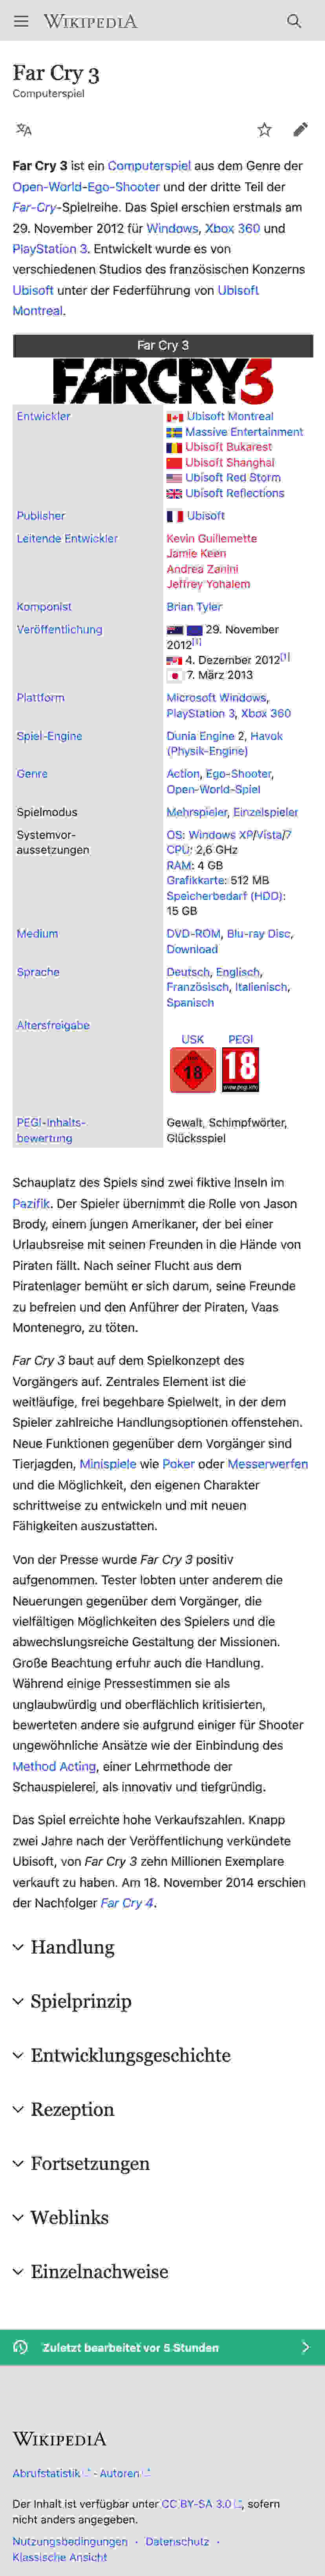 WIKIPEDIA
Far Cry 3
Computerspiel
Far Cry 3 ist ein Computerspiel aus dem Genre der
Open-World-Ego-Shooter und der dritte Teil der
Far-Cry-Spielreihe. Das Spiel erschien erstmals am
29. November 2012 für Windows, Xbox 360 und
PlayStation 3. Entwickelt wurde es von
verschiedenen Studios des französischen Konzerns
Ubisoft unter der Federführung von Ubisoft
Montreal.
Far Cry 3
FARCRY3
Entwickler
Ubisoft Montreal
Massive Entertainment
Ubisoft Bukarest
Ubisoft Shanghai
Ubisoft Red Storm
Ubisoft Reflections
Publisher
Ubisoft
Leitende Entwickler
Kevin Guillemette
Jamie Keen
Andrea Zanini
Jeffrey Yohalem
Komponist
Brian Tyler
Veröffentlichung
29. November
2012[1]
4. Dezember 2012[1]
7. März 2013
Plattform
Microsoft Windows,
PlayStation 3, Xbox 360
Spiel-Engine
Dunia Engine 2, Havok
(Physik-Engine)
Genre
Action, Ego-Shooter,
Open-World-Spiel
Spielmodus
Mehrspieler, Einzelspieler
Systemvor-
aussetzungen
OS: Windows XP/Vista/7
CPU: 2,6 GHz
RAM: 4 GB
Grafikkarte: 512 MB
Speicherbedarf (HDD):
15 GB
Medium
DVD-ROM, Blu-ray Disc,
Download
Sprache
Deutsch, Englisch,
Französisch, Italienisch,
Spanisch
Altersfreigabe
USK PEGI
18 18
www.pegi.info
PEGI-Inhalts-
bewertung
Gewalt, Schimpfwörter,
Glücksspiel
Schauplatz des Spiels sind zwei fiktive Inseln im
Pazifik. Der Spieler übernimmt die Rolle von Jason
Brody, einem jungen Amerikaner, der bei einer
Urlaubsreise mit seinen Freunden in die Hände von
Piraten fällt. Nach seiner Flucht aus dem
Piratenlager bemüht er sich darum, seine Freunde
zu befreien und den Anführer der Piraten, Vaas
Montenegro, zu töten.
Far Cry 3 baut auf dem Spielkonzept des
Vorgängers auf. Zentrales Element ist die
weitläufige, frei begehbare Spielwelt, in der dem
Spieler zahlreiche Handlungsoptionen offenstehen.
Neue Funktionen gegenüber dem Vorgänger sind
Tierjagden, Minispiele wie Poker oder Messerwerfen
und die Möglichkeit, den eigenen Charakter
schrittweise zu entwickeln und mit neuen
Fähigkeiten auszustatten.
Von der Presse wurde Far Cry 3 positiv
aufgenommen. Tester lobten unter anderem die
Neuerungen gegenüber dem Vorgänger, die
vielfältigen Möglichkeiten des Spielers und die
abwechslungsreiche Gestaltung der Missionen.
Große Beachtung erfuhr auch die Handlung.
Während einige Pressestimmen sie als
unglaubwürdig und oberflächlich kritisierten,
bewerteten andere sie aufgrund einiger für Shooter
ungewöhnliche Ansätze wie der Einbindung des
Method Acting, einer Lehrmethode der
Schauspielerei, als innovativ und tiefgründig.
Das Spiel erreichte hohe Verkaufszahlen. Knapp
zwei Jahre nach der Veröffentlichung verkündete
Ubisoft, von Far Cry 3 zehn Millionen Exemplare
verkauft zu haben. Am 18. November 2014 erschien
der Nachfolger Far Cry 4.
Handlung
Spielprinzip
Entwicklungsgeschichte
Rezeption
Fortsetzungen
Weblinks
Einzelnachweise
Zuletzt bearbeitet vor 5 Stunden
WIKIPEDIA
Abrufstatistik · Autoren
Der Inhalt ist verfügbar unter CC BY-SA 3.0, sofern
nicht anders angegeben.
Nutzungsbedingungen · Datenschutz ·
Klassische Ansicht